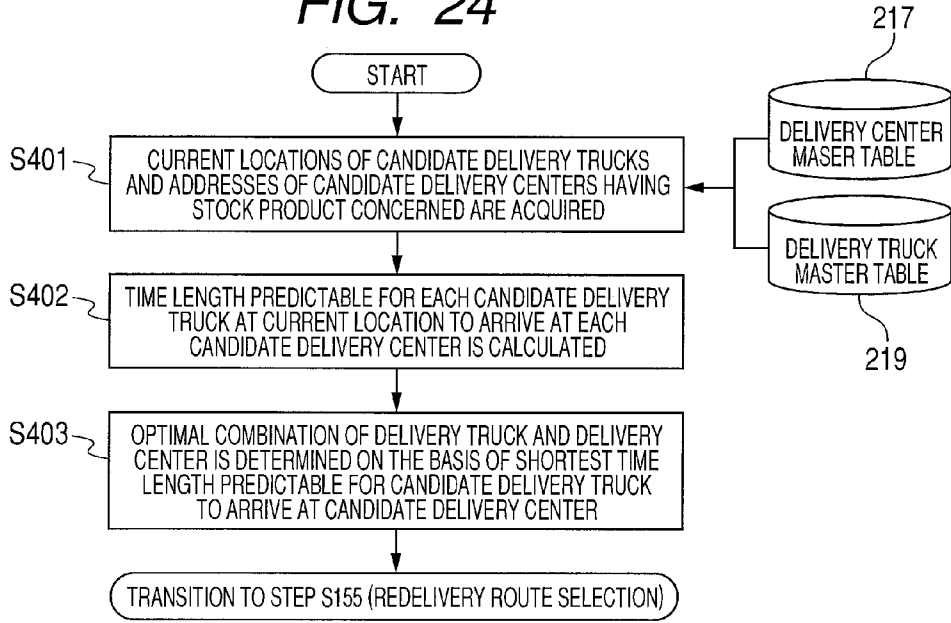 FIG. 24
217
START
S401
CURRENT LOCATIONS OF CANDIDATE DELIVERY TRUCKS
AND ADDRESSES OF CANDIDATE DELIVERY CENTERS HAVING
STOCK PRODUCT CONCERNED ARE ACQUIRED
DELIVERY CENTER
MASER TABLE
DELIVERY TRUCK
MASTER TABLE
219
S402
TIME LENGTH PREDICTABLE FOR EACH CANDIDATE DELIVERY
TRUCK AT CURRENT LOCATION TO ARRIVE AT EACH
CANDIDATE DELIVERY CENTER IS CALCULATED
S403
OPTIMAL COMBINATION OF DELIVERY TRUCK AND DELIVERY
CENTER IS DETERMINED ON THE BASIS OF SHORTEST TIME
LENGTH PREDICTABLE FOR CANDIDATE DELIVERY TRUCK
TO ARRIVE AT CANDIDATE DELIVERY CENTER
TRANSITION TO STEP S155 (REDELIVERY ROUTE SELECTION)